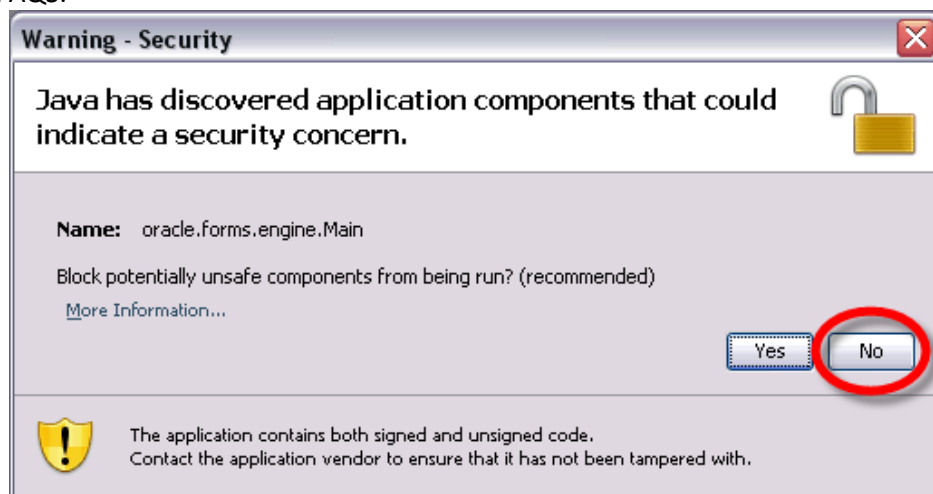 Warning - Security
Java has discovered application components that could
indicate a security concern.
Name: oracle.forms.engine.Main
Block potentially unsafe components from being run? (recommended)
More Information...
Yes No
The application contains both signed and unsigned code.
Contact the application vendor to ensure that it has not been tampered with.